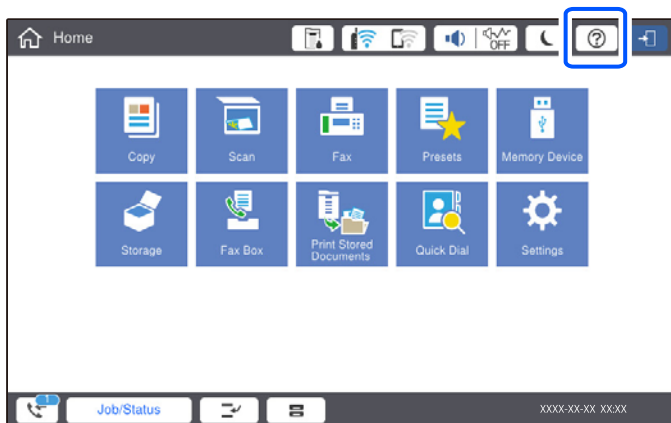 Home
OFF
?
Copy
Scan
Fax
Presets
Memory Device
Storage
Fax Box
Print Stored
Documents
Quick Dial
Settings
1
Job/Status
XXXX-XX-XX XX:XX